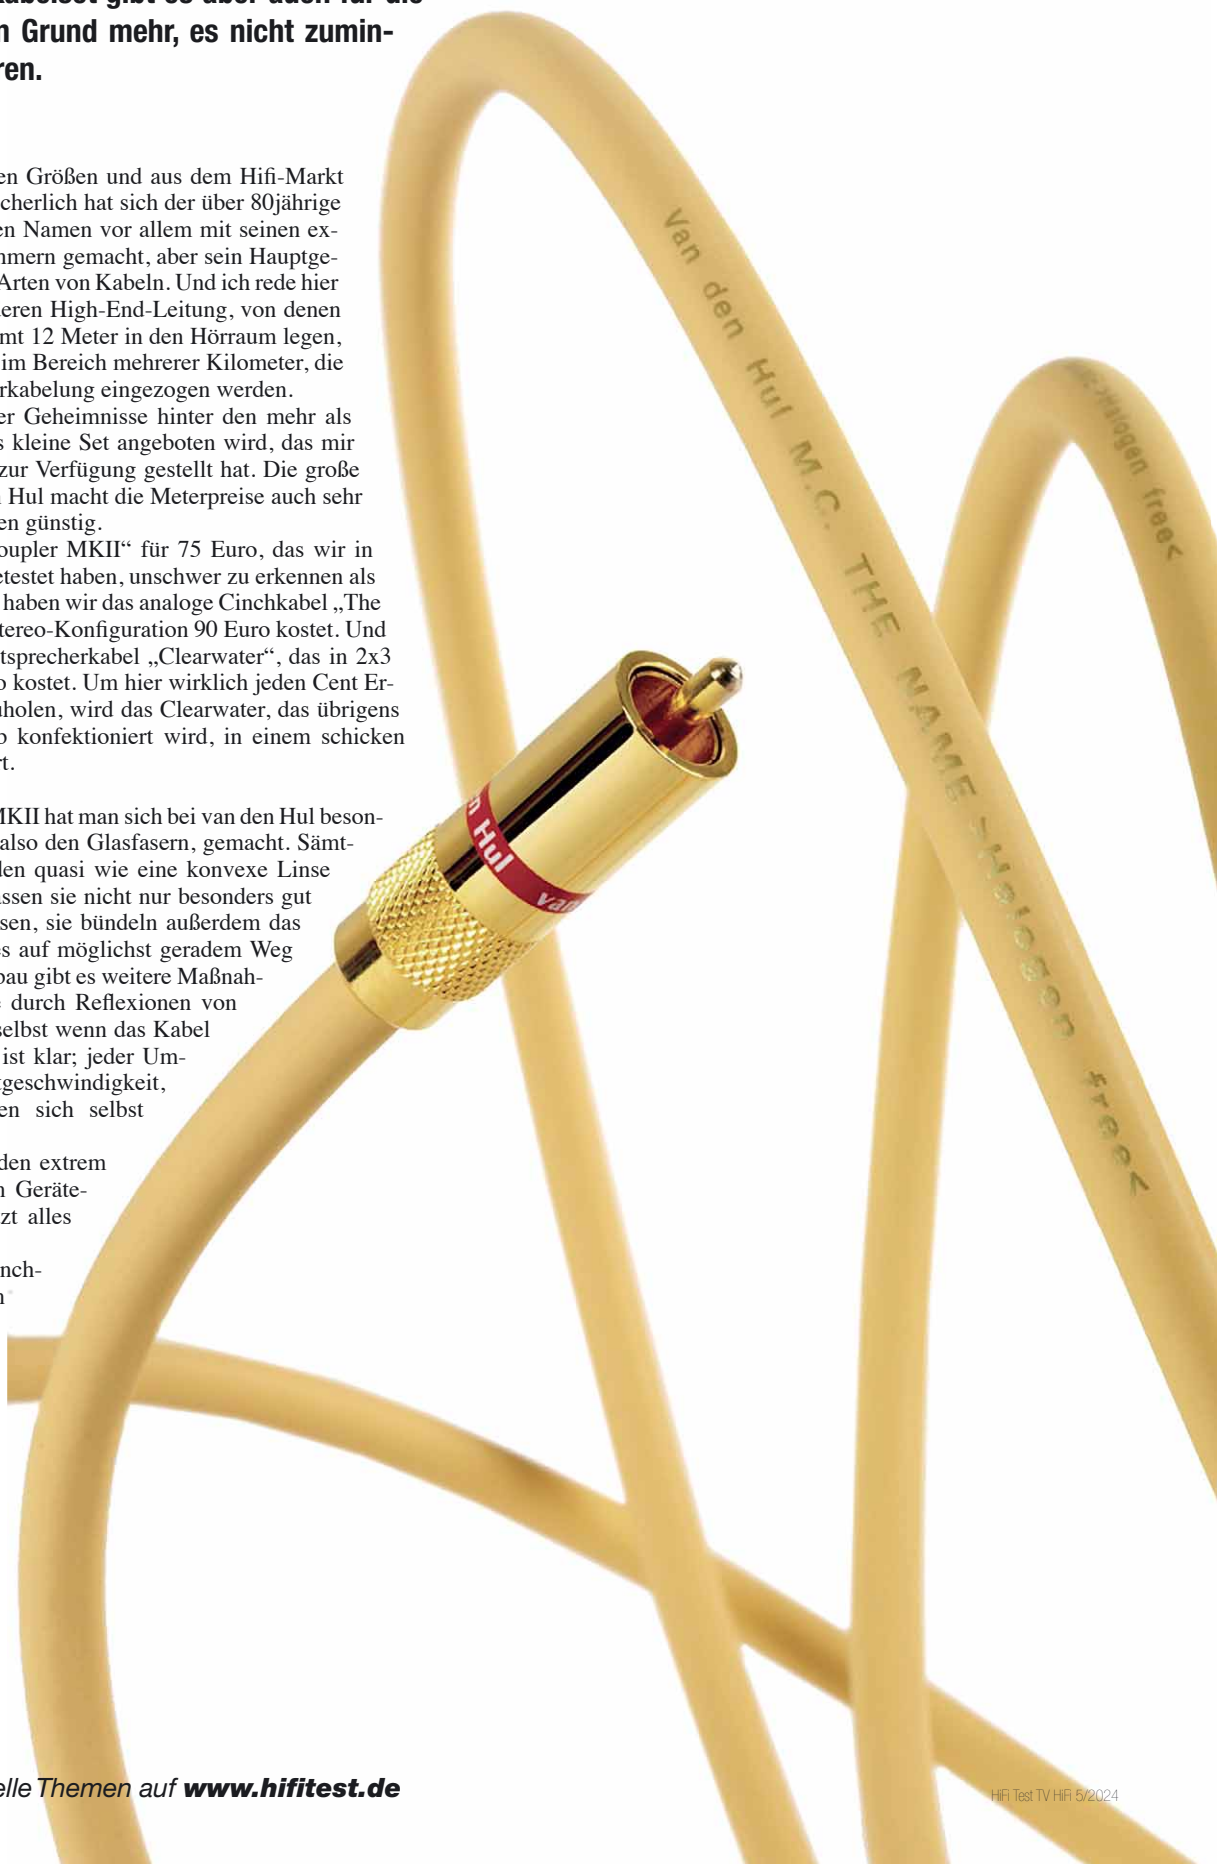 n Grund mehr, es nicht zumin-
ren.
en Größen und aus dem Hifi-Markt
cherlich hat sich der über 80jährige
en Namen vor allem mit seinen ex-
mern gemacht, aber sein Hauptge-
Arten von Kabeln. Und ich rede hier
eren High-End-Leitung, von denen
mt 12 Meter in den Hörraum legen,
im Bereich mehrerer Kilometer, die
rkabelung eingezogen werden.
er Geheimnisse hinter den mehr als
s kleine Set angeboten wird, das mir
zur Verfügung gestellt hat. Die große
Hul macht die Meterpreise auch sehr
en günstig.
oupler MKII“ für 75 Euro, das wir in
etestet haben, unschwer zu erkennen als
haben wir das analoge Cinchkabel „The
tereo-Konfiguration 90 Euro kostet. Und
tsprecherkabel „Clearwater“, das in 2x3
o kostet. Um hier wirklich jeden Cent Er-
uholen, wird das Clearwater, das übrigens
b konfektioniert wird, in einem schicken
rt.
MKII hat man sich bei van den Hul beson-
also den Glasfasern, gemacht. Sämt-
den quasi wie eine konvexe Linse
ssen sie nicht nur besonders gut
sen, sie bündeln außerdem das
es auf möglichst geradem Weg
bau gibt es weitere Maßnah-
e durch Reflexionen von
selbst wenn das Kabel
ist klar; jeder Um-
tgeschwindigkeit,
en sich selbst
den extrem
n Geräte-
zt alles
nch-
n
Van den Hul M.C. THE NAME ~Halogen free<
Halogen free<
n Hul van
elle Themen auf www.hifitest.de
HiFi Test TV HiFi 5/2024